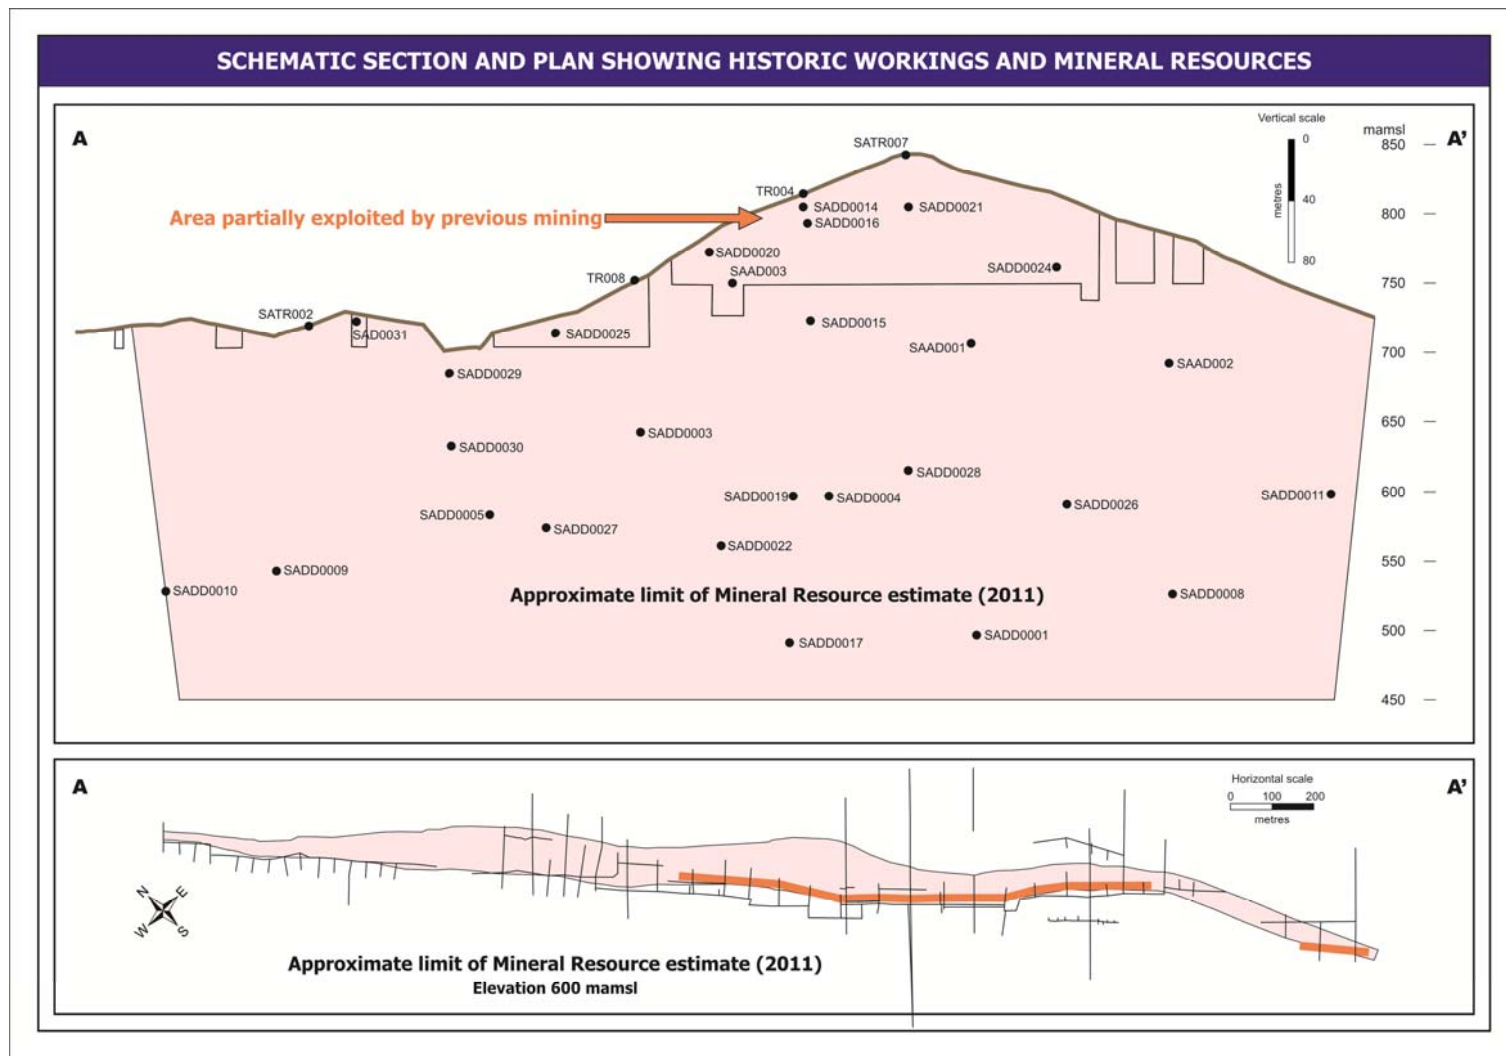 SCHEMATIC SECTION AND PLAN SHOWING HISTORIC WORKINGS AND MINERAL RESOURCES
A
A'
Vertical scale
0
40
80
metres
mamsl
850
800
750
700
650
600
550
500
450
SATR007
TR004
Area partially exploited by previous mining
SADD0014
SADD0021
SADD0016
SADD0020
SADD0024
TR008
SAAD003
SATR002
SAD0031
SADD0025
SADD0015
SAAD001
SAAD002
SADD0029
SADD0003
SADD0030
SADD0028
SADD0019
SADD0004
SADD0011
SADD0026
SADD0005
SADD0027
SADD0022
SADD0009
SADD0010
Approximate limit of Mineral Resource estimate (2011)
SADD0008
SADD0001
SADD0017
A
A'
Horizontal scale
0 100 200
metres
N E
W S
Approximate limit of Mineral Resource estimate (2011)
Elevation 600 mamsl